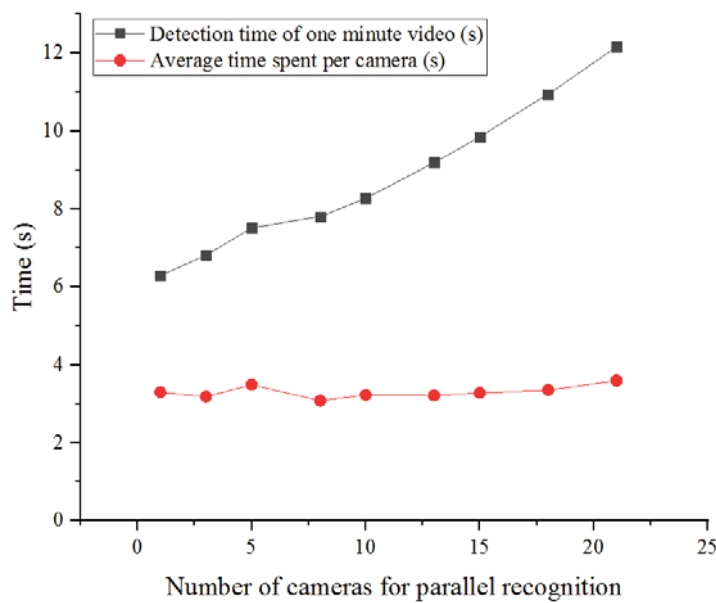 Detection time of one minute video (s)
Average time spent per camera (s)
Time (s)
12
10
8
6
4
2
0
0 5 10 15 20 25
Number of cameras for parallel recognition